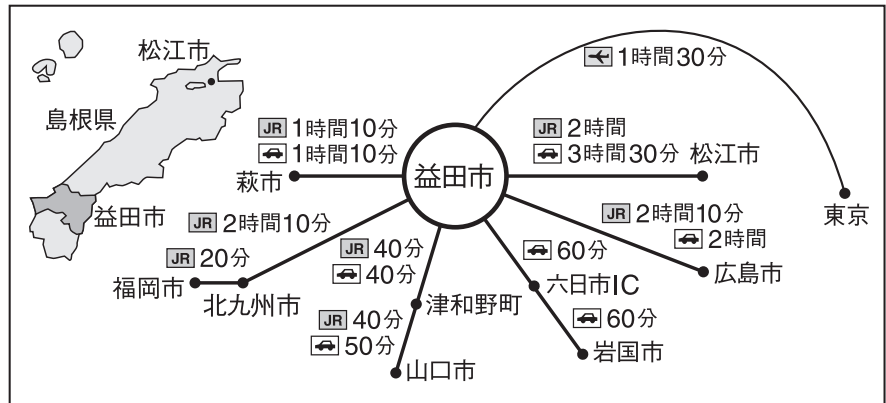 松江市
島根県
益田市
1時間30分
東京
益田市
JR 1時間10分
1時間10分
萩市
JR 2時間
3時間30分
松江市
JR 2時間10分
2時間
広島市
JR 2時間10分
北九州市
JR 20分
福岡市
JR 40分
40分
津和野町
JR 40分
50分
山口市
60分
六日市IC
60分
岩国市